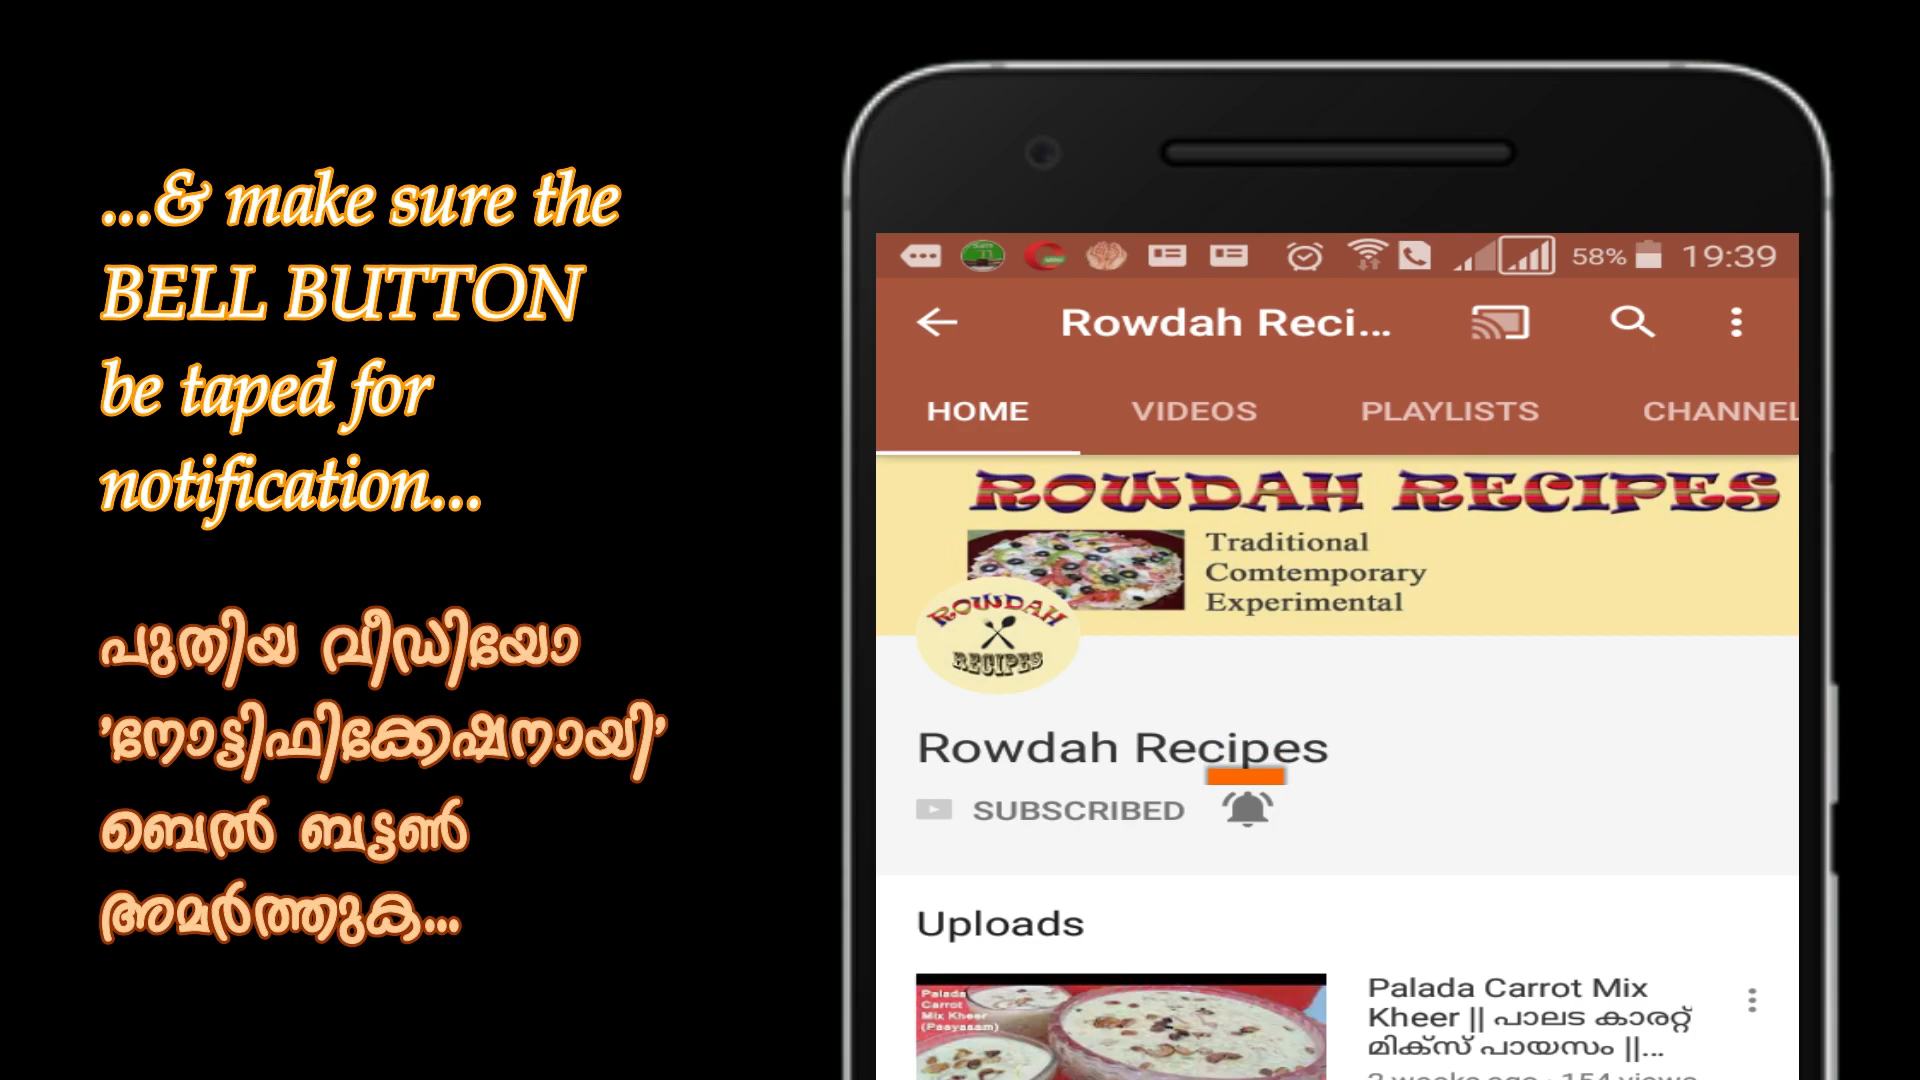 ...& make sure the
BELL BUTTON
be taped for
notification...
പുതിയ വീഡിയോ
'നോട്ടിഫിക്കേഷനായി'
ബെൽ ബട്ടൺ
അമർത്തുക...
58% 19:39
Rowdah Reci...
HOME VIDEOS PLAYLISTS CHANNEL
ROWDAH RECIPES
Traditional
Comtemporary
Experimental
ROWDAH
RECIPES
Rowdah Recipes
SUBSCRIBED
Uploads
Palada
Carrot
Mix Kheer
(Paayasam)
Palada Carrot Mix
Kheer || പാലട കാരറ്റ്
മിക്സ് പായസം ||...